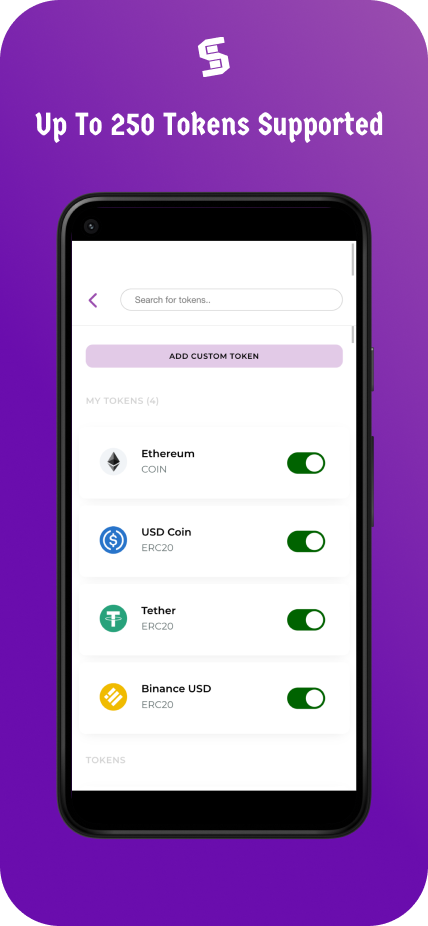 Up To 250 Tokens Supported
Search for tokens..
ADD CUSTOM TOKEN
MY TOKENS (4)
Ethereum
COIN
USD Coin
ERC20
Tether
ERC20
Binance USD
ERC20
TOKENS